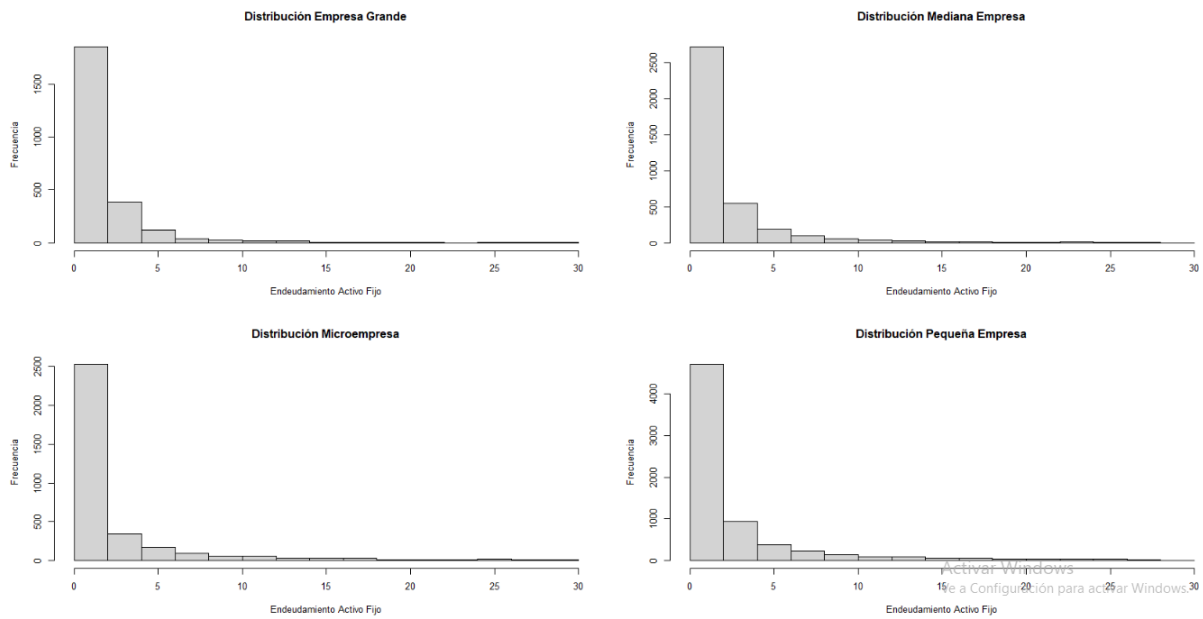 Distribución Empresa Grande
Frecuencia
0
500
1000
1500
0 5 10 15 20 25 30
Endeudamiento Activo Fijo
Distribución Mediana Empresa
Frecuencia
0
500
1000
1500
2000
2500
0 5 10 15 20 25 30
Endeudamiento Activo Fijo
Distribución Microempresa
Frecuencia
0
500
1000
1500
2000
2500
0 5 10 15 20 25 30
Endeudamiento Activo Fijo
Distribución Pequeña Empresa
Frecuencia
0
1000
2000
3000
4000
0 5 10 15 20 25 30
Endeudamiento Activo Fijo
Activar Windows
Ve a Configuración para activar Windows.